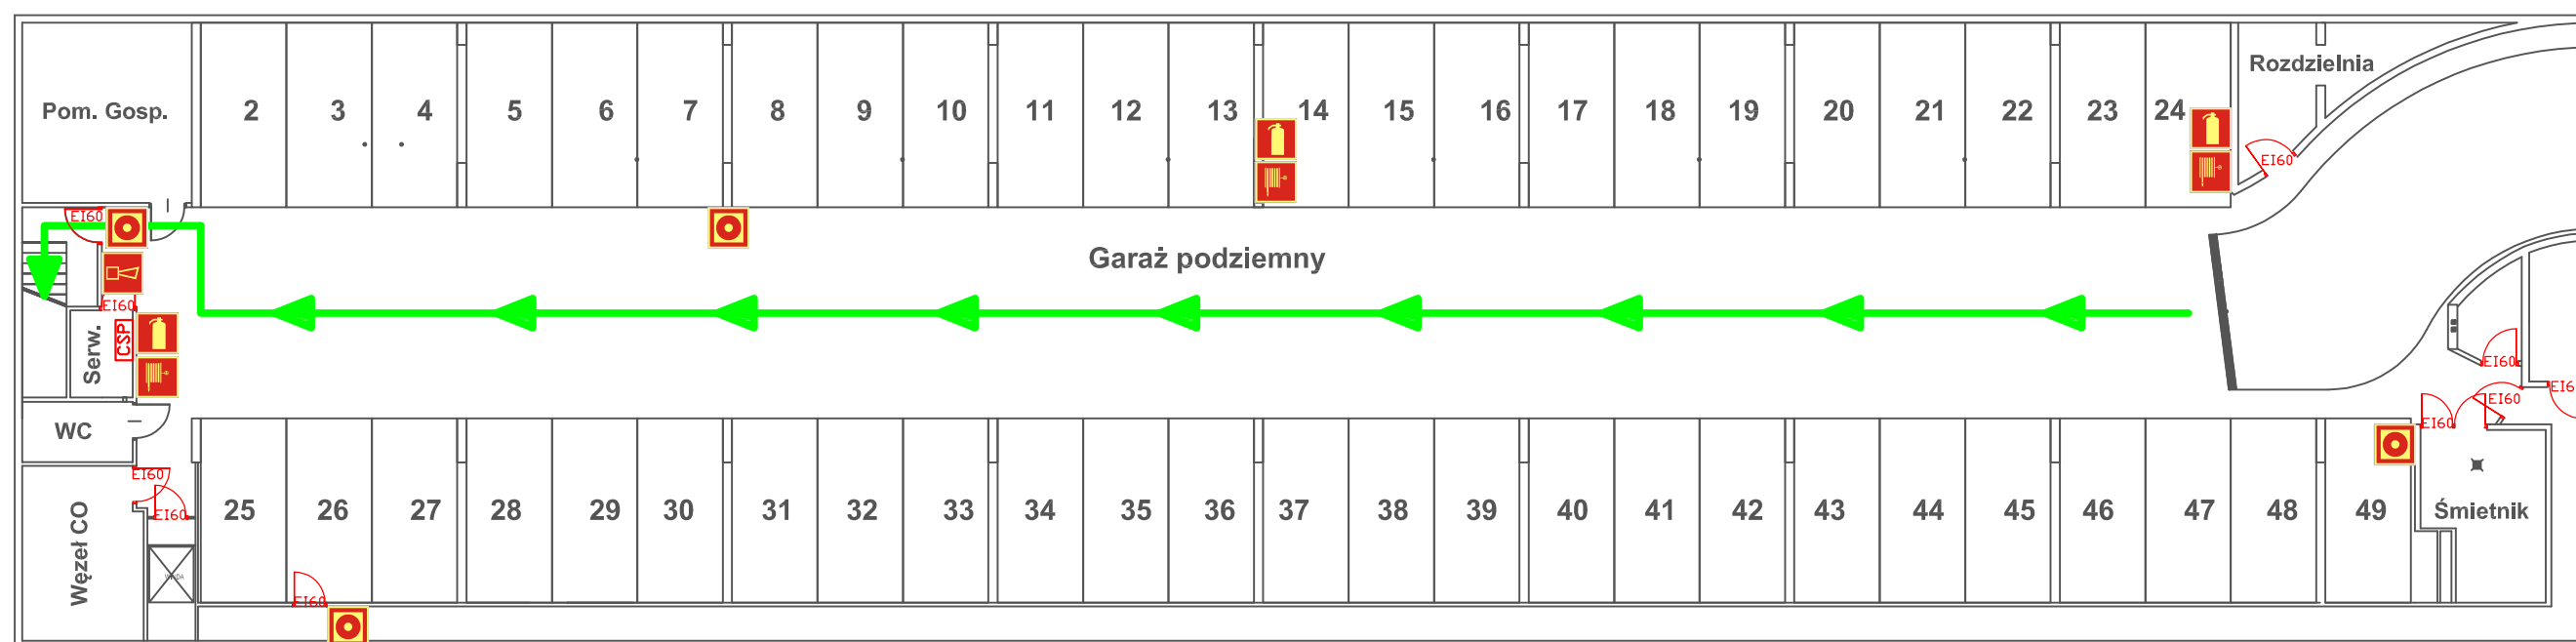 Rozdzielnia
Pom. Gosp.
2 3 4 5 6 7 8 9 10 11 12 13 14 15 16 17 18 19 20 21 22 23 24
EI60
EI60
Garaż podziemny
EI60
CSP
Serw.
EI60
EI60
EI60
WC
EI60
EI60
EI60
25 26 27 28 29 30 31 32 33 34 35 36 37 38 39 40 41 42 43 44 45 46 47 48 49
Śmietnik
Węzeł CO
EI60